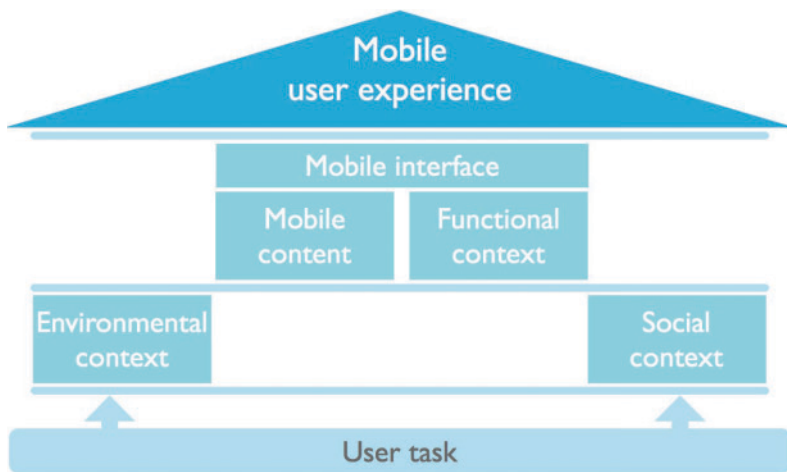 Mobile
user experience
Mobile interface
Mobile
content
Functional
context
Environmental
context
Social
context
User task